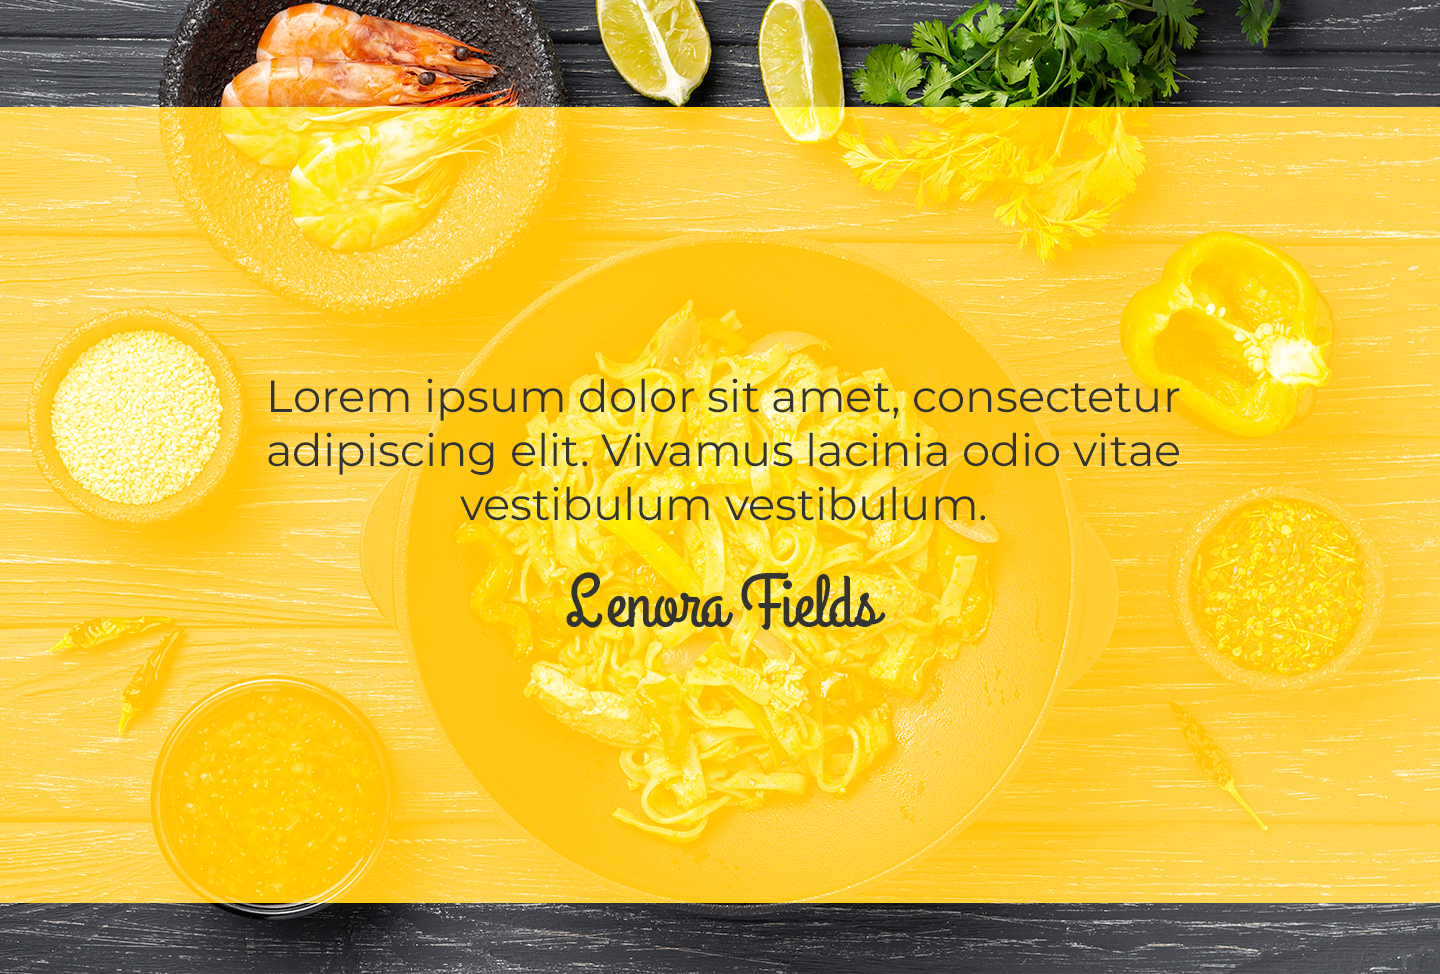 Lorem ipsum dolor sit amet, consectetur
adipiscing elit. Vivamus lacinia odio vitae
vestibulum vestibulum.
Lenora Fields